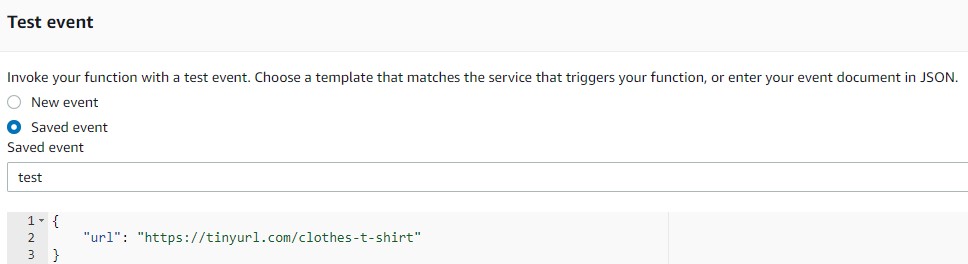 Test event
Invoke your function with a test event. Choose a template that matches the service that triggers your function, or enter your event document in JSON.
New event
Saved event
Saved event
test
1 {
2 "url": "https://tinyurl.com/clothes-t-shirt"
3 }